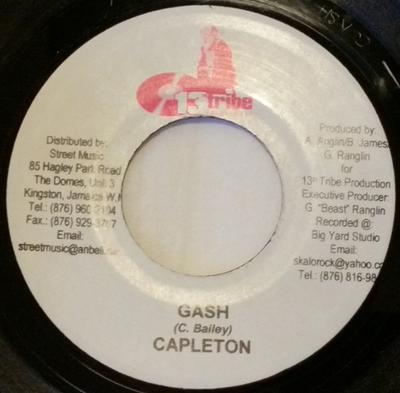 13 tribe
Distributed by:
Street Music
85 Hagley Park Road
The Domes, Unit 3
Kingston, Jamaica W.I
Tel.: (876) 960-2104
Fax.: (876) 929-3767
Email:
Produced by:
A. Anglin/B. James
G. Ranglin
for
13th Tribe Production
Executive Producer:
G "Beast" Ranglin
Recorded @
Big Yard Studio
Email:
skalorock@yahoo.co
Tel.: (876) 816-98
GASH
(C. Bailey)
CAPLETON